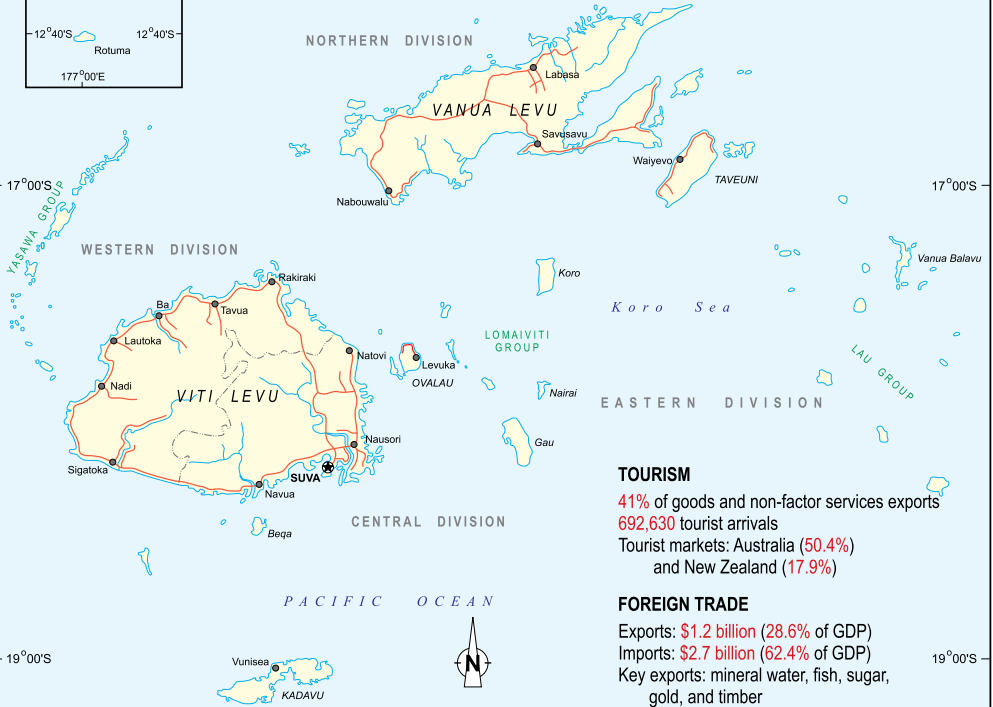 12°40'S
12°40'S
Rotuma
177°00'E
NORTHERN DIVISION
Labasa
VANUA LEVU
Savusavu
Waiyevo
17°00'S
17°00'S
TAVEUNI
Nabouwalu
YASAWA GROUP
WESTERN DIVISION
Vanua Balavu
Koro
Rakiraki
Ba
Tavua
Koro Sea
Lautoka
LOMAIVITI
GROUP
Natovi
Levuka
OVALAU
LAU GROUP
Nadi
VITI LEVU
Nairai
EASTERN DIVISION
Nausori
Gau
Sigatoka
SUVA
Navua
CENTRAL DIVISION
Beqa
TOURISM
41% of goods and non-factor services exports
692,630 tourist arrivals
Tourist markets: Australia (50.4%)
and New Zealand (17.9%)
PACIFIC OCEAN
FOREIGN TRADE
Exports: $1.2 billion (28.6% of GDP)
Imports: $2.7 billion (62.4% of GDP)
Key exports: mineral water, fish, sugar,
gold, and timber
N
19°00'S
19°00'S
Vunisea
KADAVU